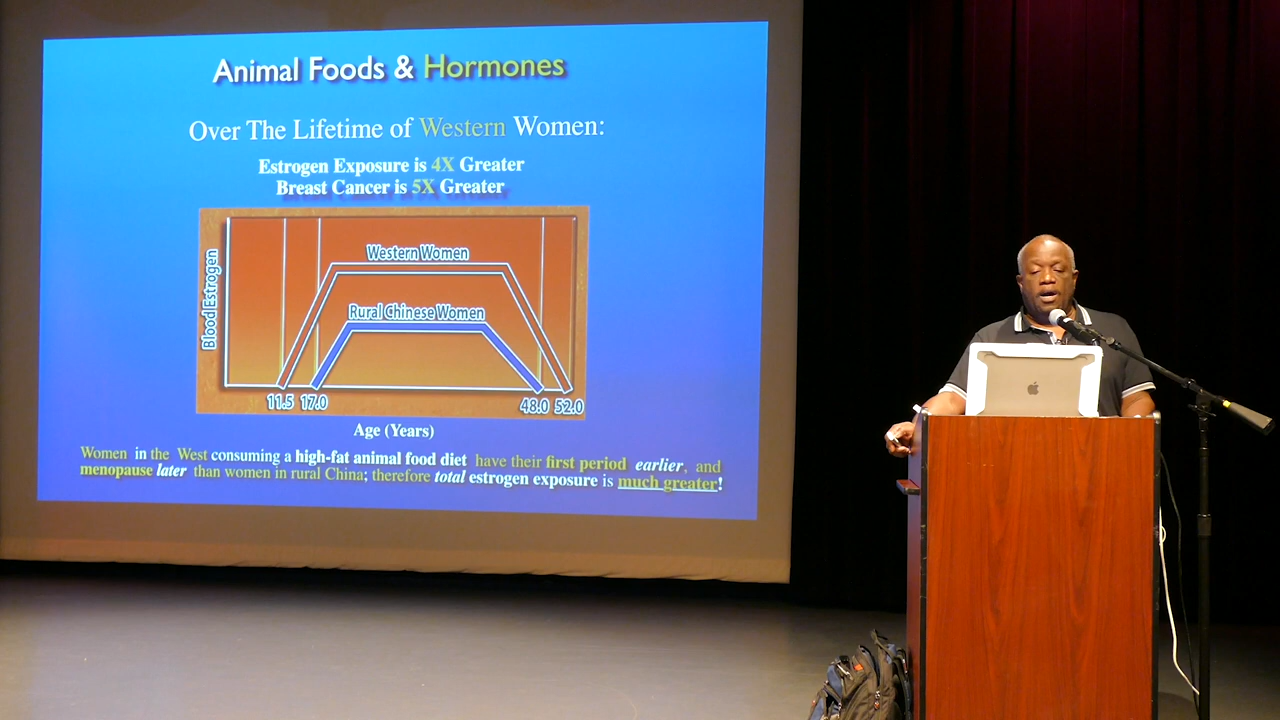 Animal Foods & Hormones
Over The Lifetime of Western Women:
Estrogen Exposure is 4X Greater
Breast Cancer is 5X Greater
Blood Estrogen
Western Women
Rural Chinese Women
11.5 17.0 48.0 52.0
Age (Years)
Women in the West consuming a high-fat animal food diet have their first period earlier, and
menopause later than women in rural China; therefore total estrogen exposure is much greater!